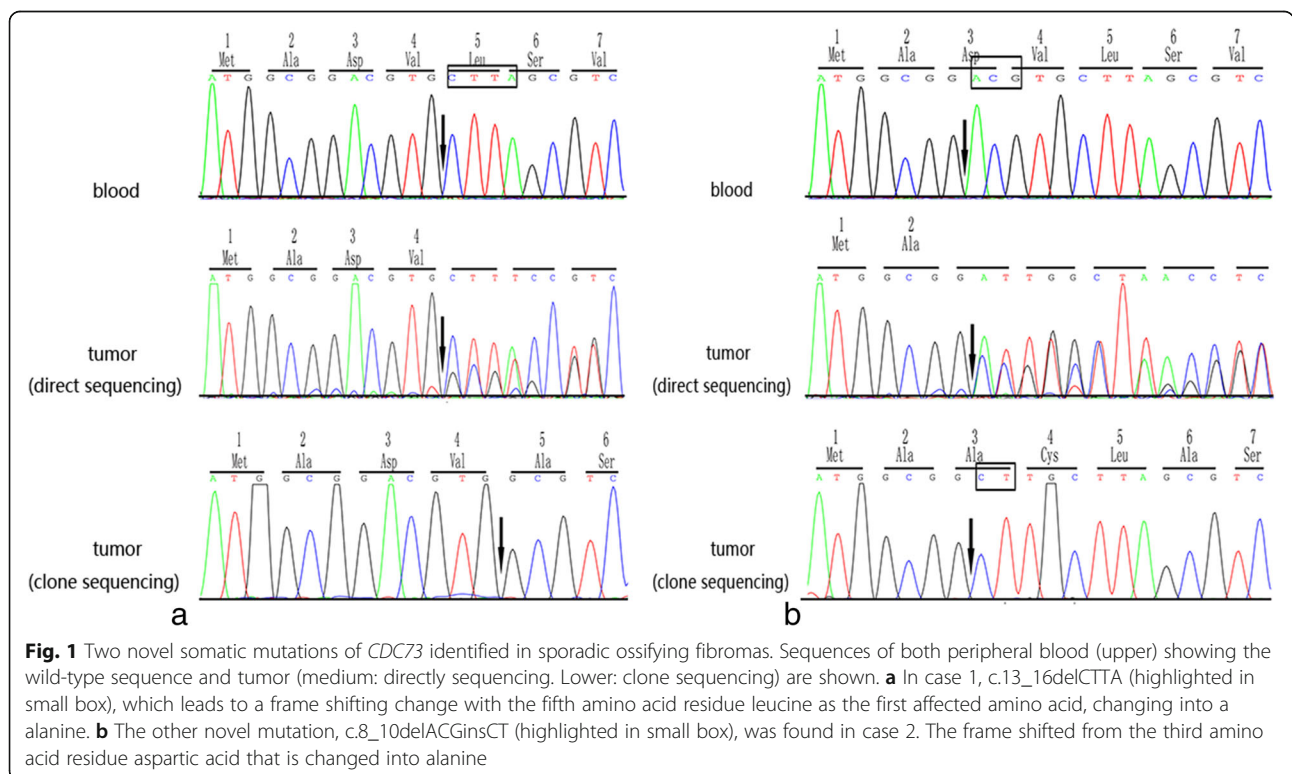 1 2 3 4 5 6 7
Met Ala Asp Val Leu Ser Val
A T G G C G G A C G T G C T T A G C G T C
blood
1 2 3 4
Met Ala Asp Val
A T G G C G G A C G T G C T T T C C G T C
tumor
(direct sequencing)
1 2 3 4 5 6
Met Ala Asp Val Ala Ser
A T G G C G G A C G T G G C G T C
tumor
(clone sequencing)
a
1 2 3 4 5 6 7
Met Ala Asp Val Leu Ser Val
A T G G C G G A C G T G C T T A G C G T C
blood
1 2
Met Ala
A T G G C G G A T T G G C T A A C C T C
tumor
(direct sequencing)
1 2 3 4 5 6 7
Met Ala Ala Cys Leu Ala Ser
A T G G C G G C T T G C T T A G C G T C
tumor
(clone sequencing)
b
Fig. 1 Two novel somatic mutations of CDC73 identified in sporadic ossifying fibromas. Sequences of both peripheral blood (upper) showing the
wild-type sequence and tumor (medium: directly sequencing. Lower: clone sequencing) are shown. a In case 1, c.13_16delCTTA (highlighted in
small box), which leads to a frame shifting change with the fifth amino acid residue leucine as the first affected amino acid, changing into a
alanine. b The other novel mutation, c.8_10delACGinsCT (highlighted in small box), was found in case 2. The frame shifted from the third amino
acid residue aspartic acid that is changed into alanine